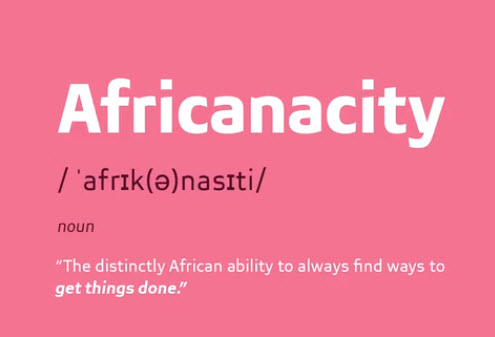 Africanacity
/ ˈafrɪk(ə)nasɪti/
noun
“The distinctly African ability to always find ways to
get things done.”